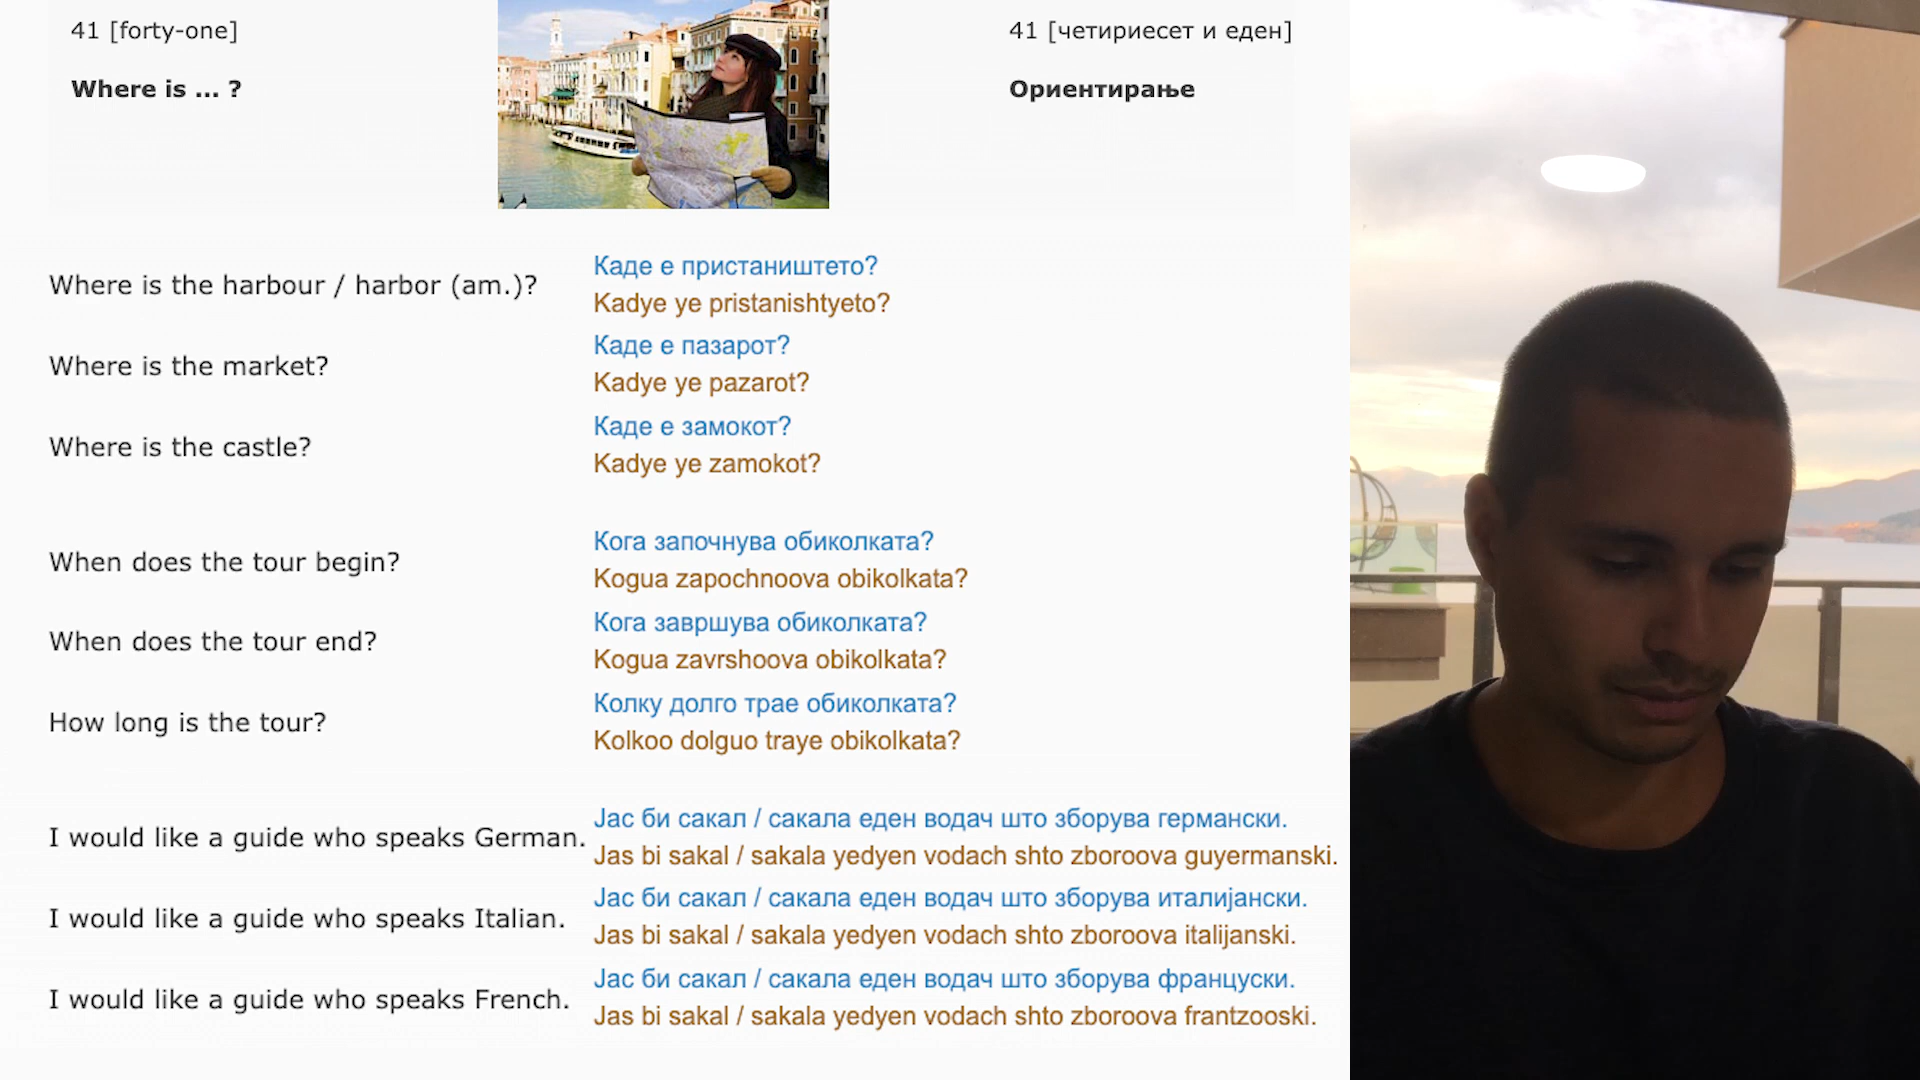 41 [forty-one]
41 [четириесет и еден]
Where is ... ?
Ориентирање
Where is the harbour / harbor (am.)?
Каде е пристаништето?
Kadye ye pristanishtyeto?
Where is the market?
Каде е пазарот?
Kadye ye pazarot?
Where is the castle?
Каде е замокот?
Kadye ye zamokot?
When does the tour begin?
Кога започнува обиколката?
Kogua zapochnoova obikolkata?
When does the tour end?
Кога завршува обиколката?
Kogua zavrshoova obikolkata?
How long is the tour?
Колку долго трае обиколката?
Kolkoo dolguo traye obikolkata?
I would like a guide who speaks German.
Јас би сакал / сакала еден водач што зборува германски.
Jas bi sakal / sakala yedyen vodach shto zboroova guyermanski.
I would like a guide who speaks Italian.
Јас би сакал / сакала еден водач што зборува италијански.
Jas bi sakal / sakala yedyen vodach shto zboroova italijanski.
I would like a guide who speaks French.
Јас би сакал / сакала еден водач што зборува француски.
Jas bi sakal / sakala yedyen vodach shto zboroova frantzooski.